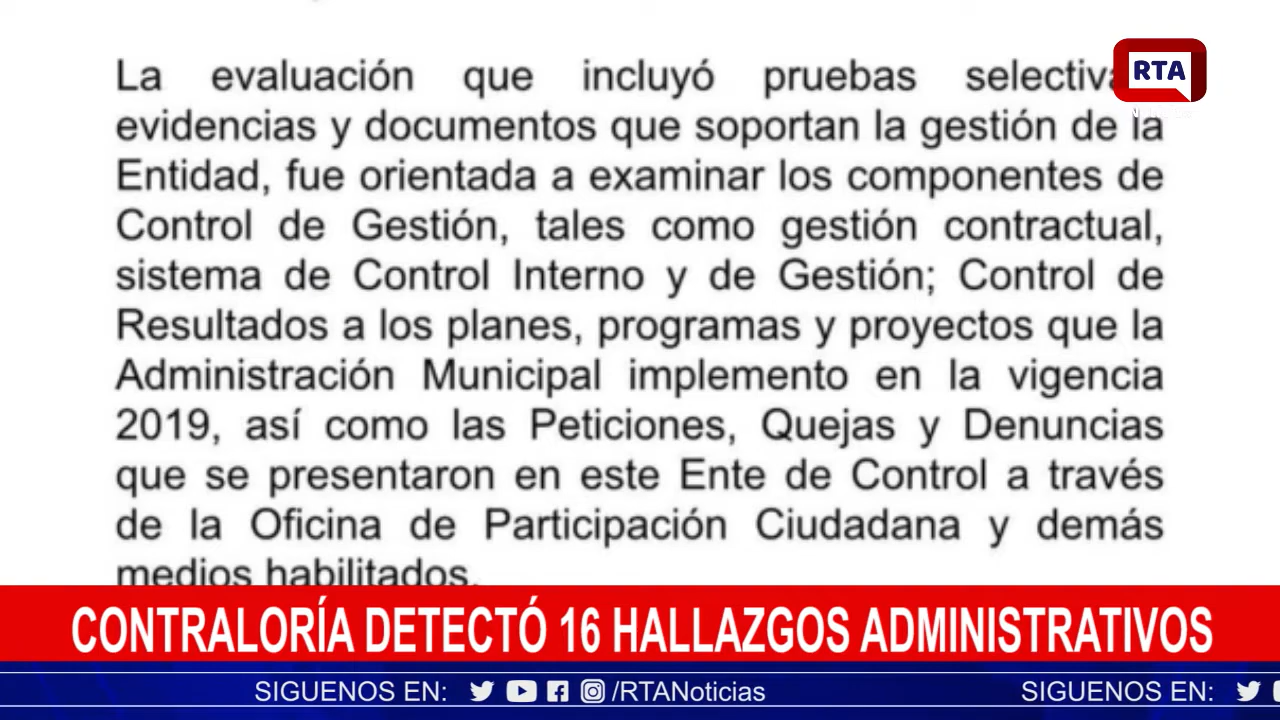 La evaluación que incluyó pruebas
evidencias y documentos que soportan la gestión de la
Entidad, fue orientada a examinar los componentes de
Control de Gestión, tales como gestión contractual,
sistema de Control Interno y de Gestión; Control de
Resultados a los planes, programas y proyectos que la
Administración Municipal implemento en la vigencia
2019, así como las Peticiones, Quejas y Denuncias
que se presentaron en este Ente de Control a través
de la Oficina de Participación Ciudadana y demás
medios habilitados.
RTA
CONTRALORÍA DETECTÓ 16 HALLAZGOS ADMINISTRATIVOS
SIGUENOS EN: /RTANoticias SIGUENOS EN: